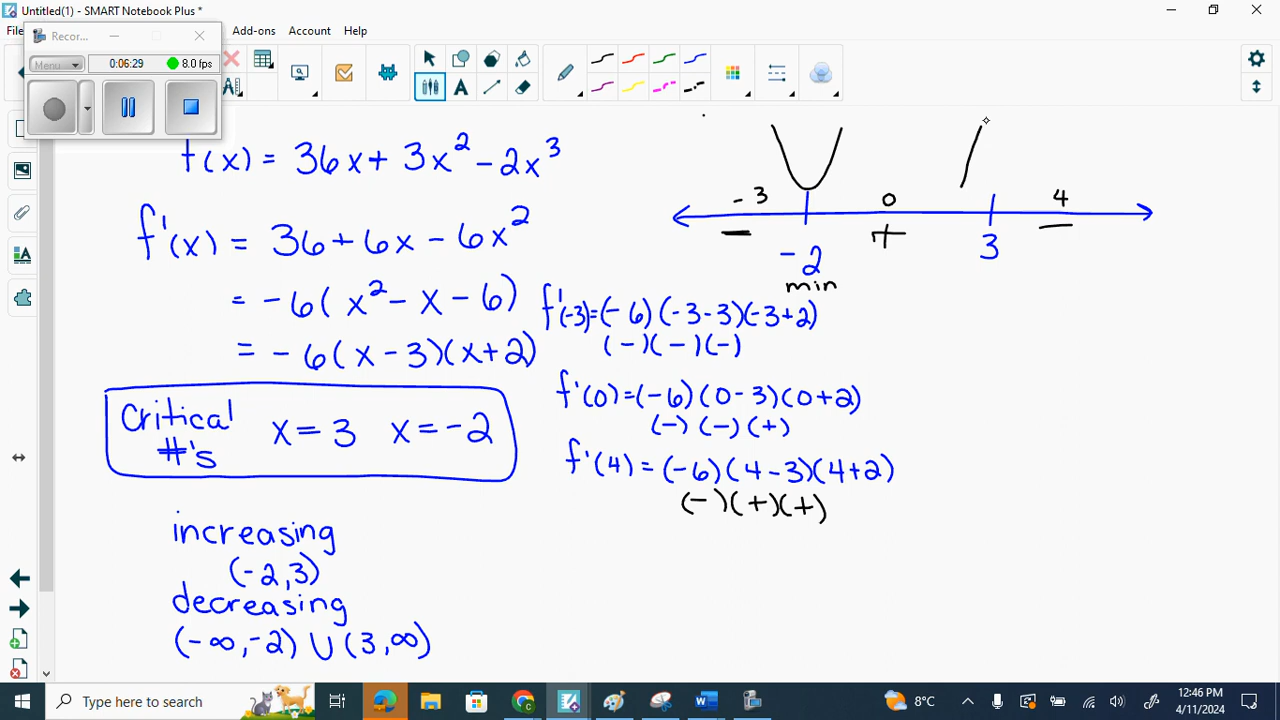 Untitled(1) - SMART Notebook Plus *
Recor...
File
Add-ons Account Help
Menu 0:06:29 8.0 fps
f(x) = 36x + 3x² - 2x³
f'(x) = 36 + 6x - 6x²
= -6(x² - x - 6)
= -6(x - 3)(x + 2)
Critical #'s x = 3 x = -2
increasing
(-2, 3)
decreasing
(-∞, -2) ∪ (3, ∞)
-3 0 4
- + -
-2 3
min
f'(-3) = (-6)(-3-3)(-3+2)
(-)(-)(-)
f'(0) = (-6)(0-3)(0+2)
(-)(-)(+)
f'(4) = (-6)(4-3)(4+2)
(-)(+)(+)
Type here to search
8°C
12:46 PM
4/11/2024